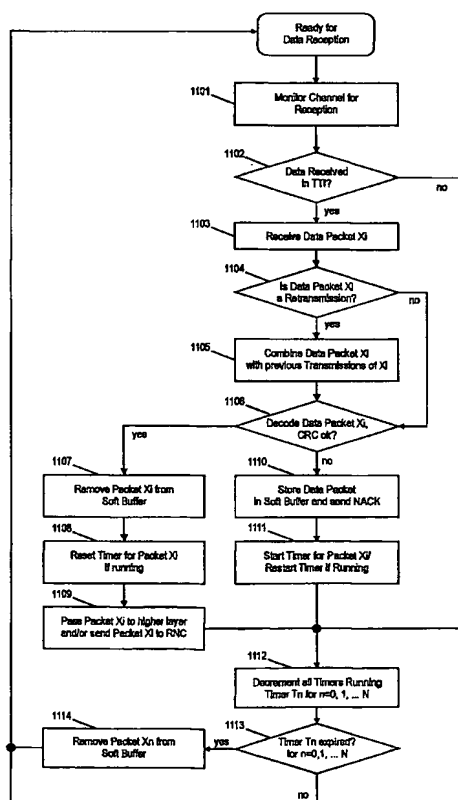 Ready for
Data Reception
1101
Monitor Channel for
Reception
1102
Data Received
in TTI?
no
yes
1103
Receive Data Packet Xi
1104
Is Data Packet Xi
a Retransmission?
no
yes
1105
Combine Data Packet Xi
with previous Transmissions of Xi
1106
Decode Data Packet Xi,
CRC ok?
yes
no
1107
Remove Packet Xi from
Soft Buffer
1110
Store Data Packet
in Soft Buffer and send NACK
1108
Reset Timer for Packet Xi
if running
1111
Start Timer for Packet Xi/
Restart Timer if Running
1109
Pass Packet Xi to higher layer
and/or send Packet Xi to RNC
1112
Decrement all Timers Running
Timer Tn for n=0, 1, ... N
1114
Remove Packet Xn from
Soft Buffer
yes
1113
Timer Tn expired?
for n=0,1, ... N
no